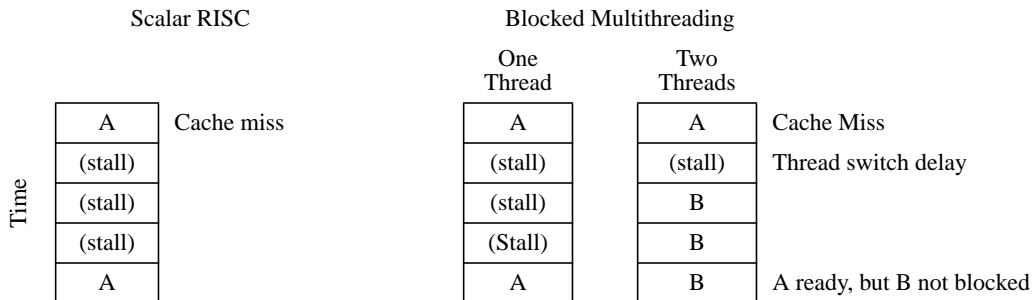 Scalar RISC
Blocked Multithreading
One
Thread
Two
Threads
Time
A Cache miss
(stall)
(stall)
(stall)
A
A
(stall)
(stall)
(Stall)
A
A Cache Miss
(stall) Thread switch delay
B
B
B A ready, but B not blocked